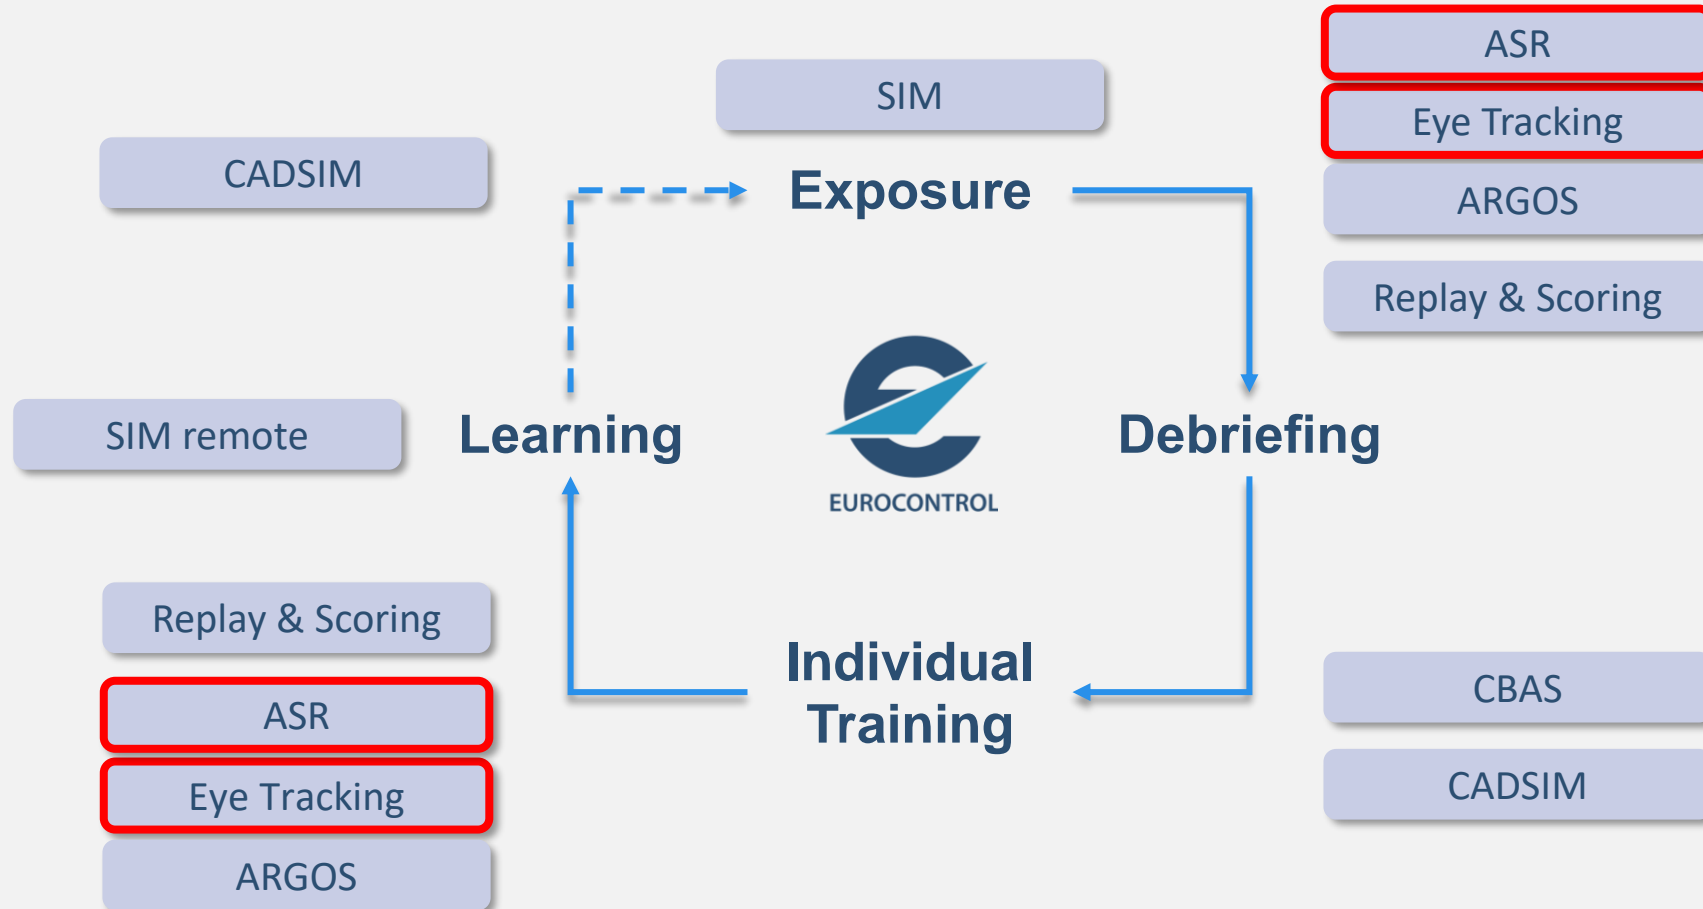 ASR
SIM
Eye Tracking
CADSIM
Exposure
ARGOS
Replay & Scoring
SIM remote
Learning
Debriefing
EUROCONTROL
Replay & Scoring
Individual
Training
CBAS
ASR
CADSIM
Eye Tracking
ARGOS